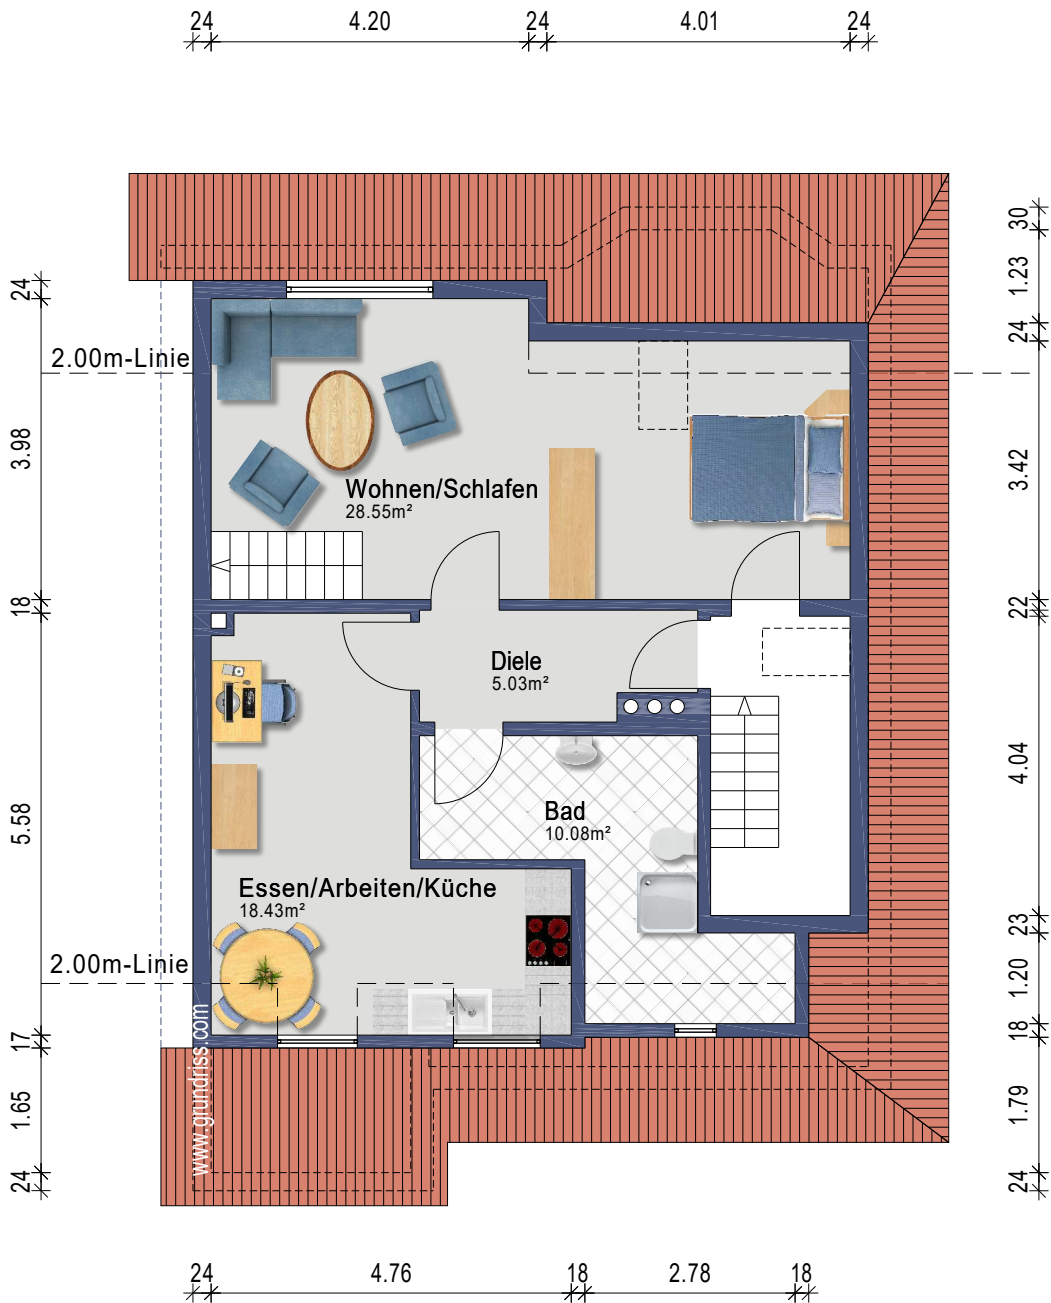 24 4.20 24 4.01 24
30
1.23
24
24
2.00m-Linie
3.98
3.42
Wohnen/Schlafen
28.55m²
18
22
Diele
5.03m²
4.04
5.58
Bad
10.08m²
Essen/Arbeiten/Küche
18.43m²
23
2.00m-Linie
1.20
www.grundriss.com
17
18
1.65
1.79
24
24
24 4.76 18 2.78 18